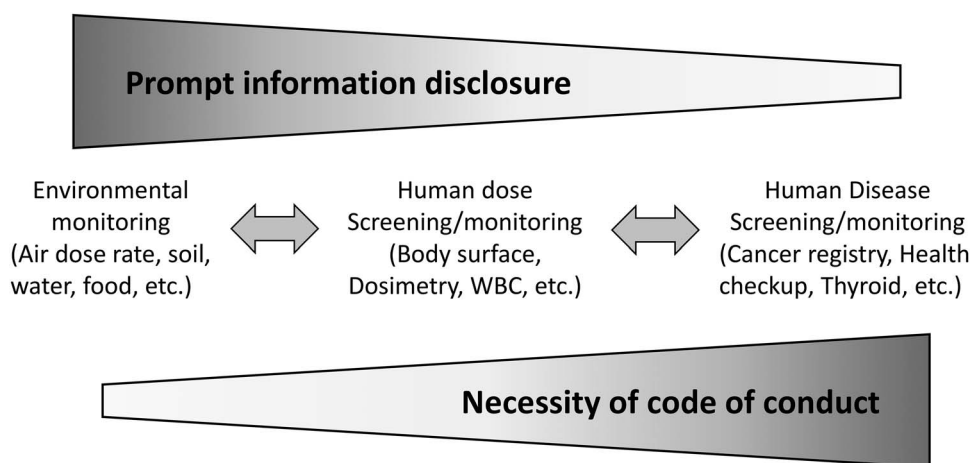 Prompt information disclosure
Environmental
monitoring
(Air dose rate, soil,
water, food, etc.)
Human dose
Screening/monitoring
(Body surface,
Dosimetry, WBC, etc.)
Human Disease
Screening/monitoring
(Cancer registry, Health
checkup, Thyroid, etc.)
Necessity of code of conduct